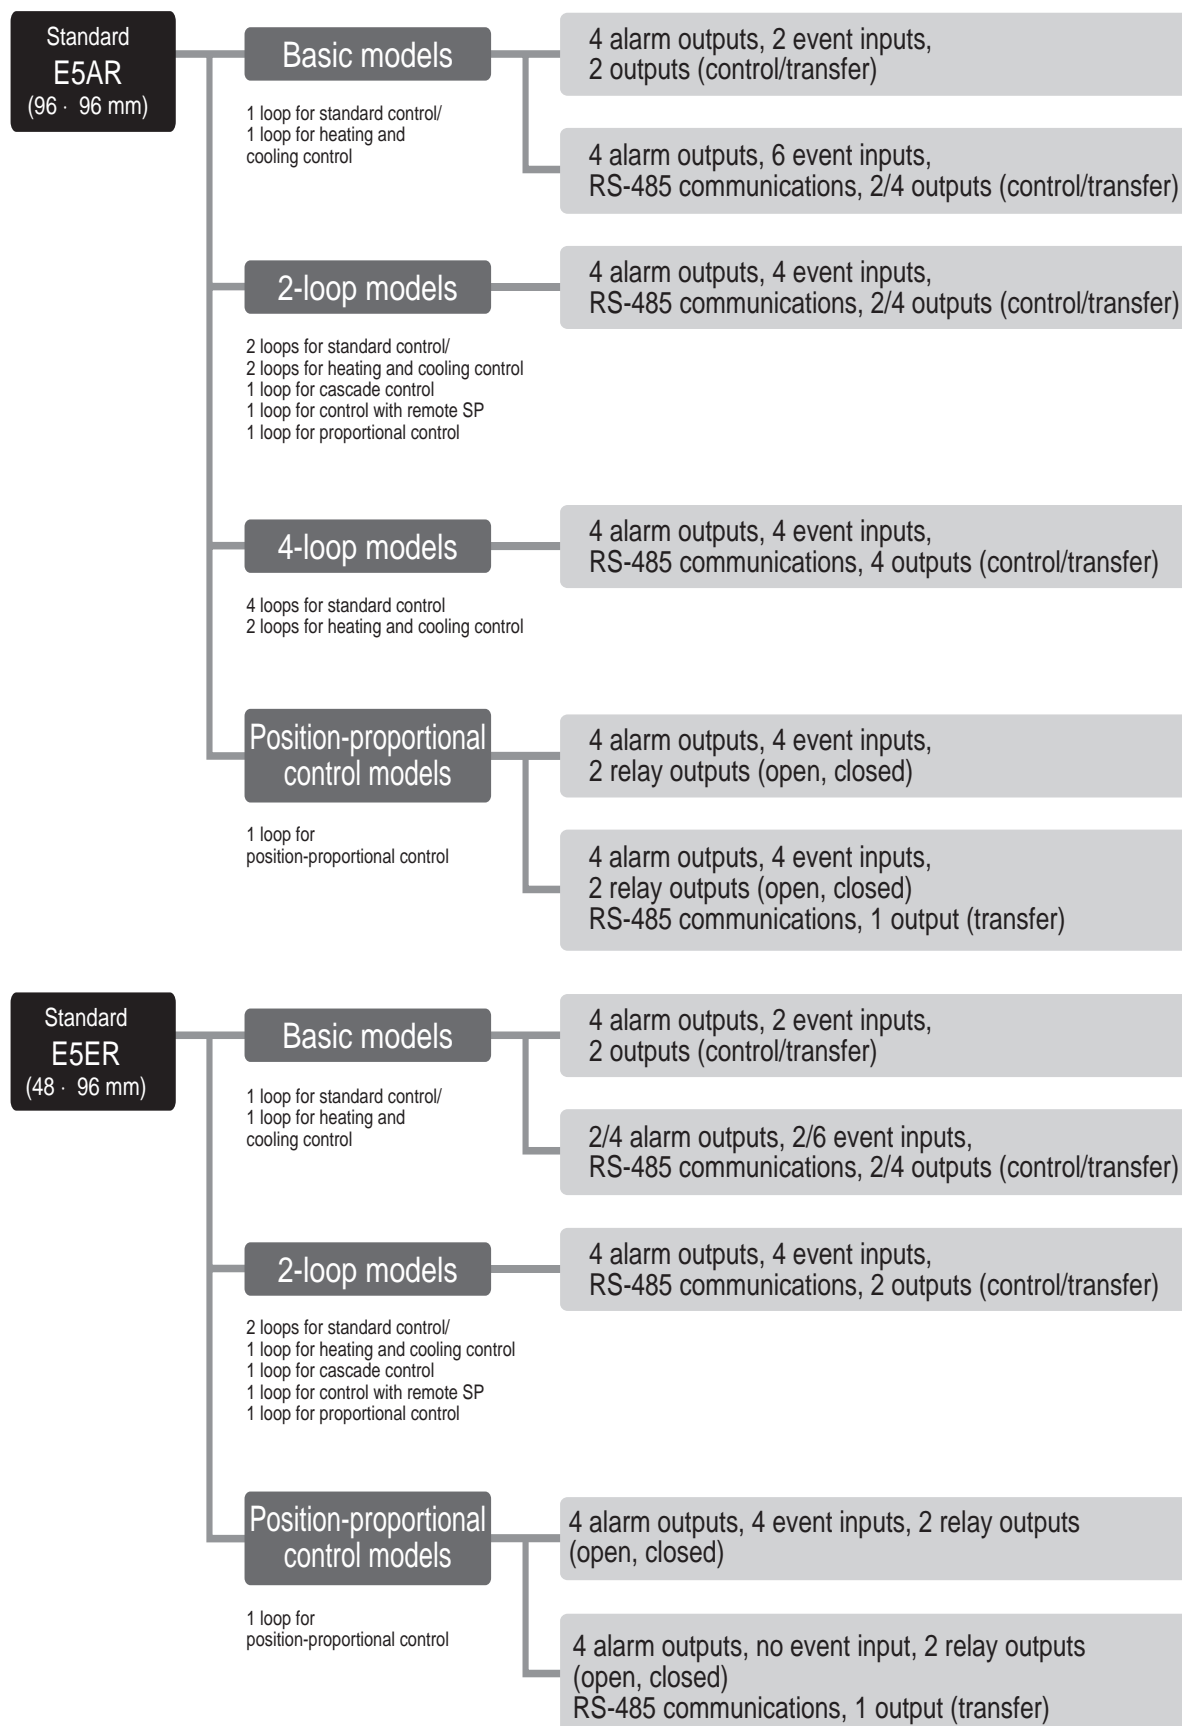 Standard
E5AR
(96 · 96 mm)
Basic models
1 loop for standard control/
1 loop for heating and
cooling control
4 alarm outputs, 2 event inputs,
2 outputs (control/transfer)
4 alarm outputs, 6 event inputs,
RS-485 communications, 2/4 outputs (control/transfer)
2-loop models
2 loops for standard control/
2 loops for heating and cooling control
1 loop for cascade control
1 loop for control with remote SP
1 loop for proportional control
4 alarm outputs, 4 event inputs,
RS-485 communications, 2/4 outputs (control/transfer)
4-loop models
4 loops for standard control
2 loops for heating and cooling control
4 alarm outputs, 4 event inputs,
RS-485 communications, 4 outputs (control/transfer)
Position-proportional
control models
1 loop for
position-proportional control
4 alarm outputs, 4 event inputs,
2 relay outputs (open, closed)
4 alarm outputs, 4 event inputs,
2 relay outputs (open, closed)
RS-485 communications, 1 output (transfer)
Standard
E5ER
(48 · 96 mm)
Basic models
1 loop for standard control/
1 loop for heating and
cooling control
4 alarm outputs, 2 event inputs,
2 outputs (control/transfer)
2/4 alarm outputs, 2/6 event inputs,
RS-485 communications, 2/4 outputs (control/transfer)
2-loop models
2 loops for standard control/
1 loop for heating and cooling control
1 loop for cascade control
1 loop for control with remote SP
1 loop for proportional control
4 alarm outputs, 4 event inputs,
RS-485 communications, 2 outputs (control/transfer)
Position-proportional
control models
1 loop for
position-proportional control
4 alarm outputs, 4 event inputs, 2 relay outputs
(open, closed)
4 alarm outputs, no event input, 2 relay outputs
(open, closed)
RS-485 communications, 1 output (transfer)